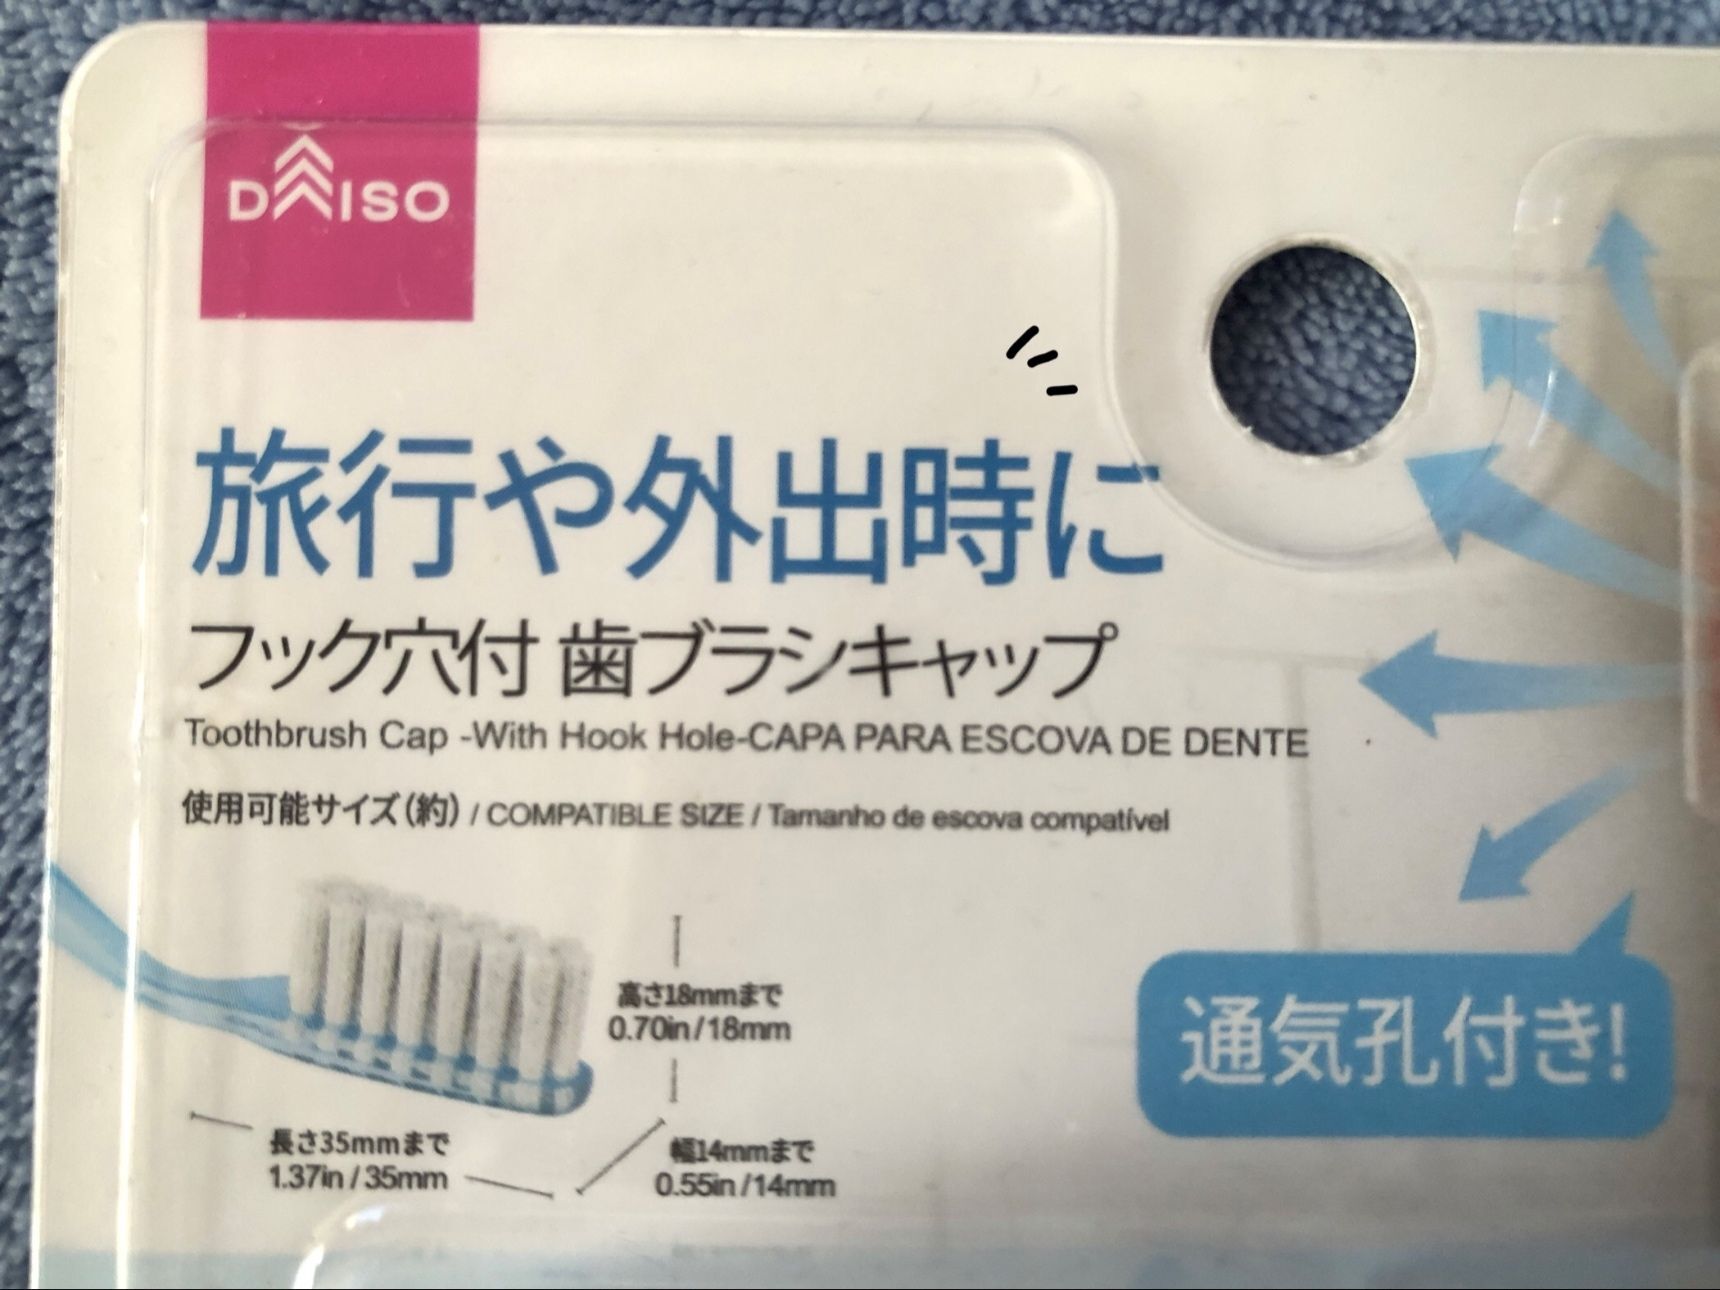 DAISO
旅行や外出時に
フック穴付 歯ブラシキャップ
Toothbrush Cap -With Hook Hole-CAPA PARA ESCOVA DE DENTE
使用可能サイズ(約) / COMPATIBLE SIZE / Tamanho de escova compatível
高さ18mmまで
0.70in/18mm
長さ35mmまで
1.37in/35mm
幅14mmまで
0.55in/14mm
通気孔付き!